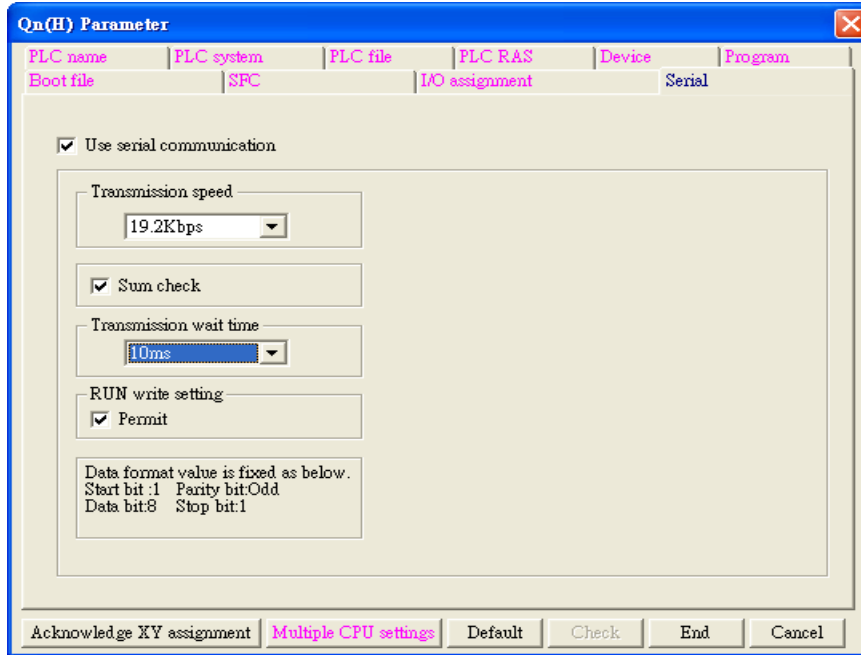 Qn(H) Parameter
PLC name PLC system PLC file PLC RAS Device Program
Boot file SFC I/O assignment Serial
Use serial communication
Transmission speed
19.2Kbps
Sum check
Transmission wait time
10ms
RUN write setting
Permit
Data format value is fixed as below.
Start bit :1 Parity bit:Odd
Data bit:8 Stop bit:1
Acknowledge XY assignment Multiple CPU settings Default Check End Cancel